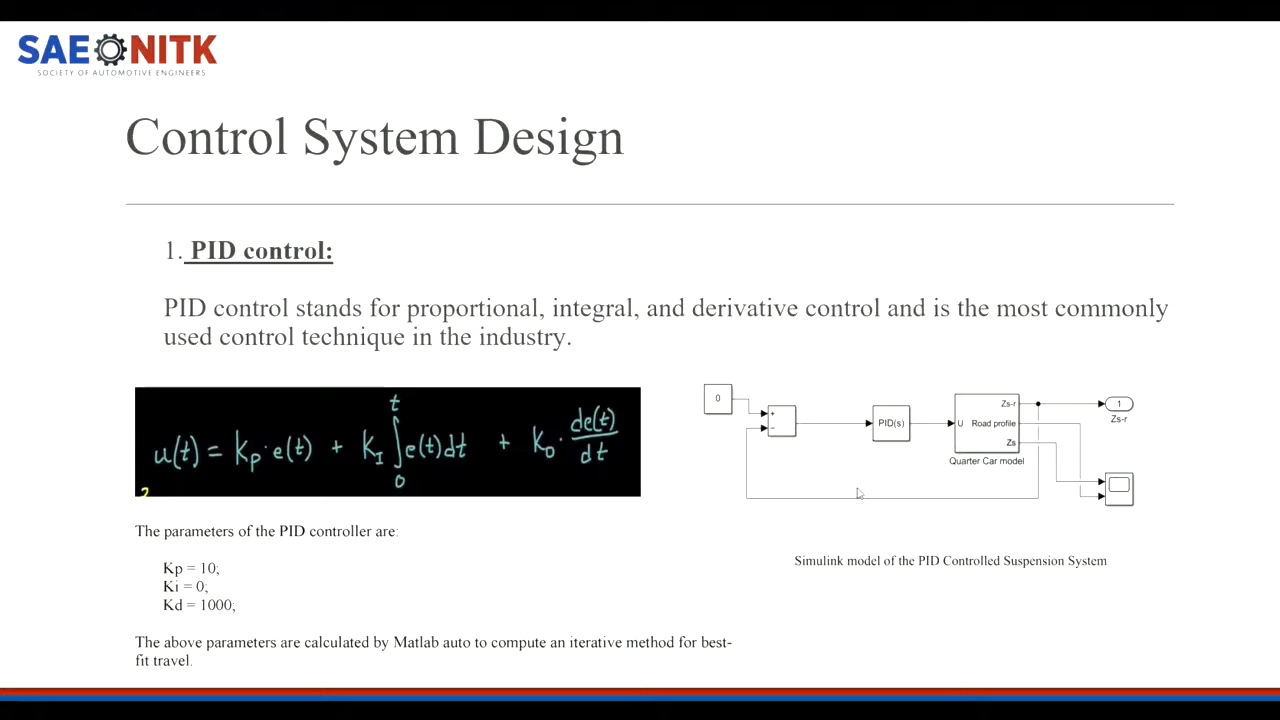 SAE NITK
SOCIETY OF AUTOMOTIVE ENGINEERS
Control System Design
1. PID control:
PID control stands for proportional, integral, and derivative control and is the most commonly
used control technique in the industry.
u(t) = kp·e(t) + kI ∫₀ᵗ e(t)dt + kD· de(t)/dt
2
The parameters of the PID controller are:
Kp = 10;
Ki = 0;
Kd = 1000;
The above parameters are calculated by Matlab auto to compute an iterative method for best-
fit travel.
0
+
−
PID(s)
U
Zs-r
Road profile
Zs
Quarter Car model
1
Zs-r
Simulink model of the PID Controlled Suspension System